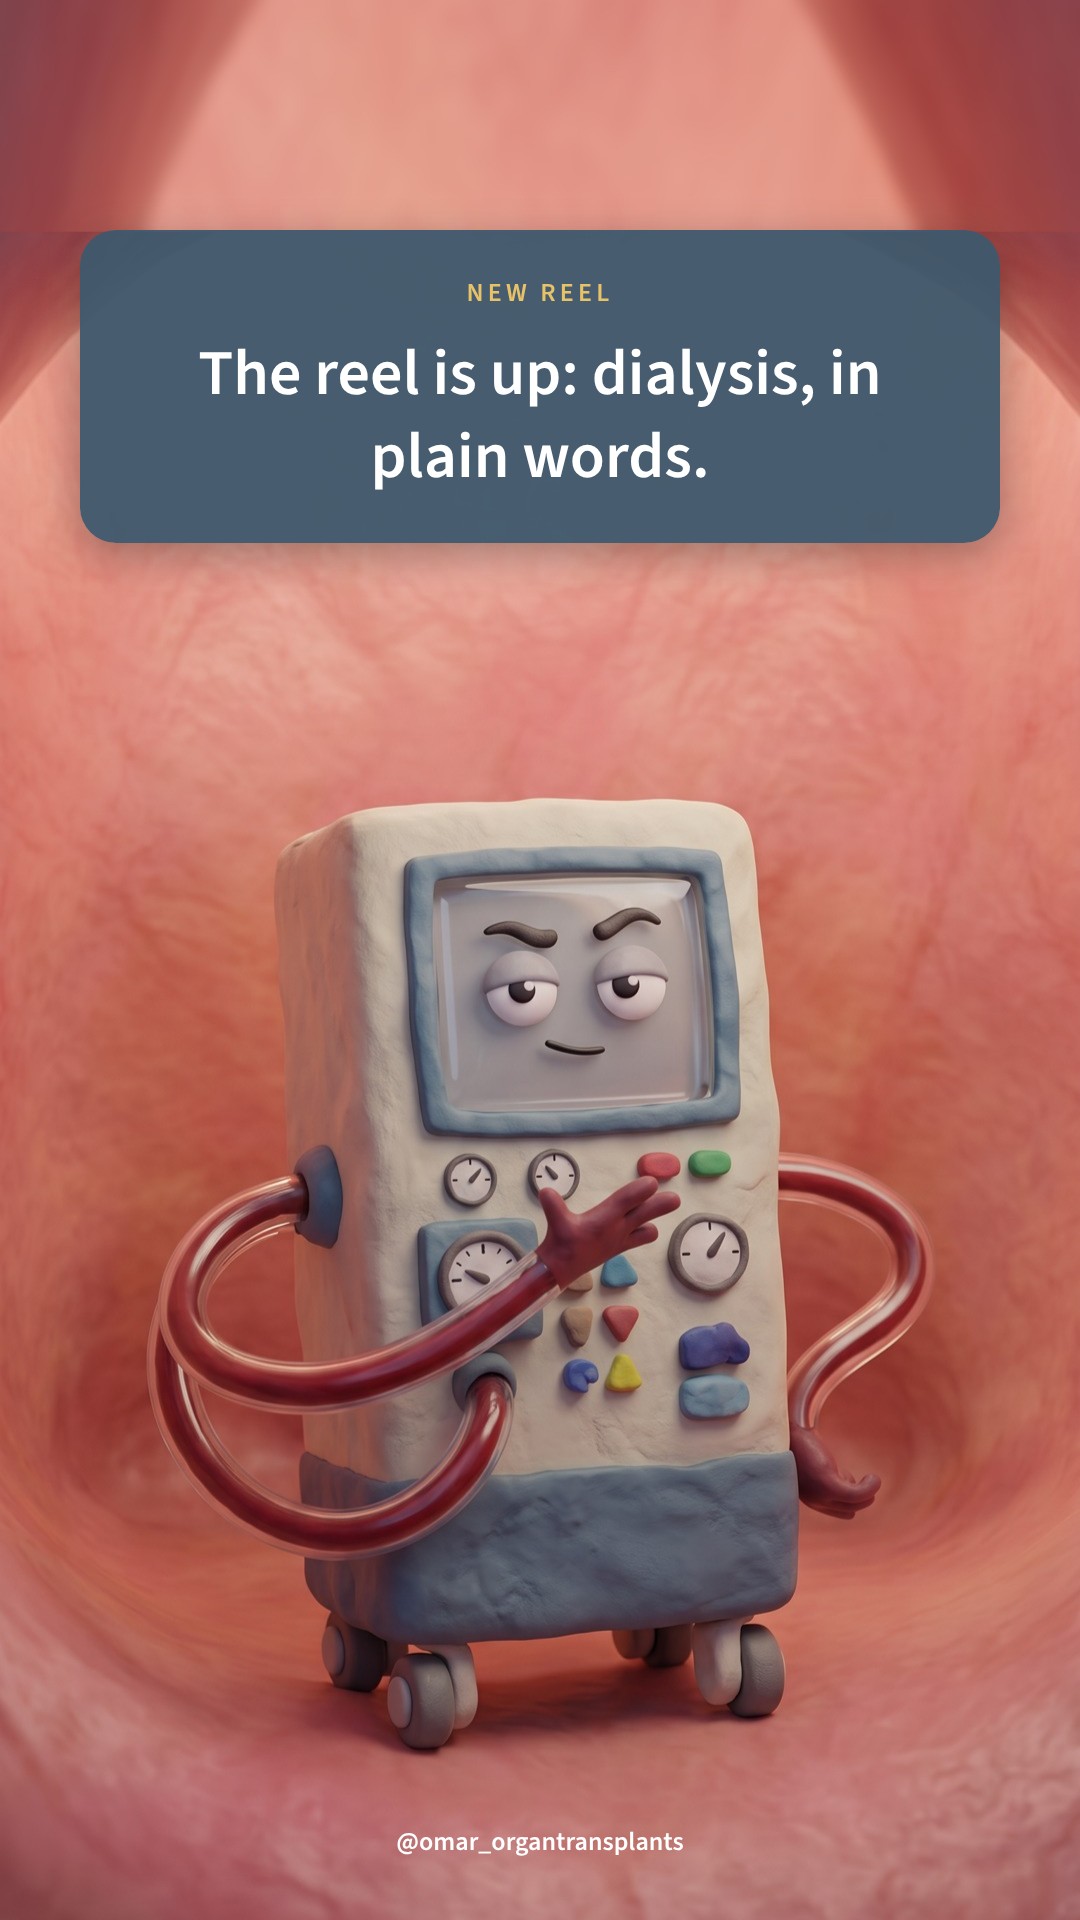 NEW REEL
The reel is up: dialysis, in
plain words.
@omar_organtransplants